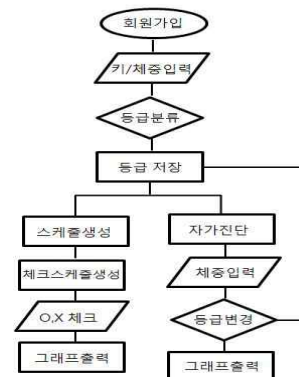 회원가입
키/체중입력
등급분류
등급 저장
스케줄생성
체크스케줄생성
O,X 체크
그래프출력
자가진단
체중입력
등급변경
그래프출력